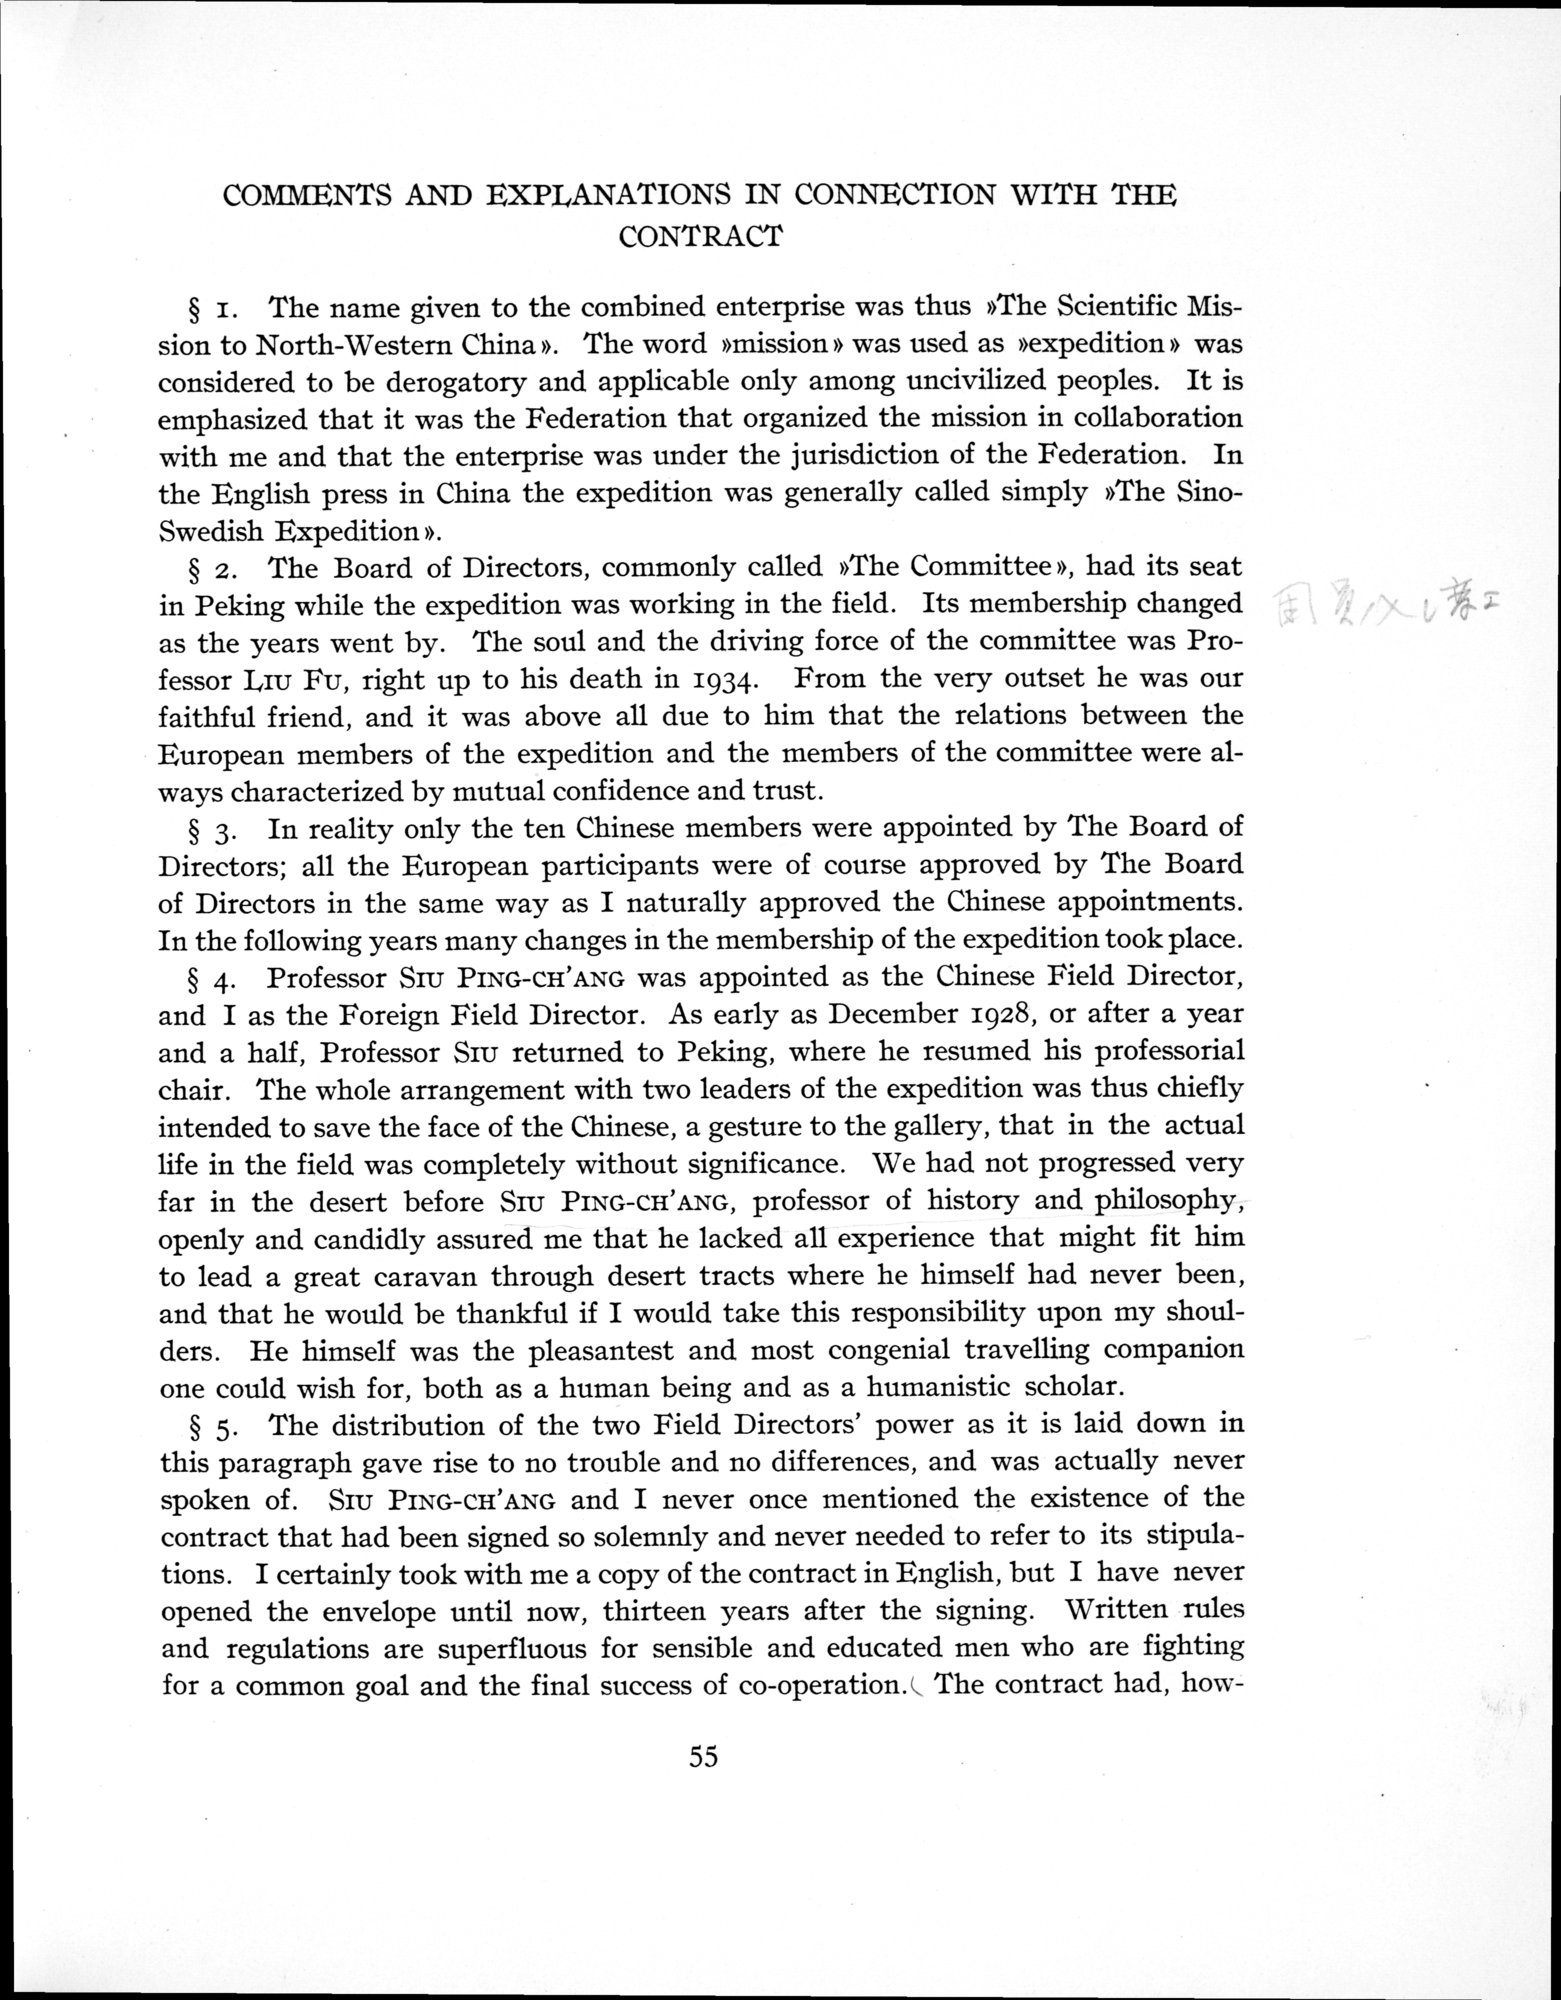 COMMENTS AND EXPLANATIONS IN CONNECTION WITH THE
CONTRACT
§ 1. The name given to the combined enterprise was thus »The Scientific Mis-
sion to North-Western China». The word »mission» was used as »expedition» was
considered to be derogatory and applicable only among uncivilized peoples. It is
emphasized that it was the Federation that organized the mission in collaboration
with me and that the enterprise was under the jurisdiction of the Federation. In
the English press in China the expedition was generally called simply »The Sino-
Swedish Expedition».
§ 2. The Board of Directors, commonly called »The Committee», had its seat
in Peking while the expedition was working in the field. Its membership changed
as the years went by. The soul and the driving force of the committee was Pro-
fessor LIU FU, right up to his death in 1934. From the very outset he was our
faithful friend, and it was above all due to him that the relations between the
European members of the expedition and the members of the committee were al-
ways characterized by mutual confidence and trust.
§ 3. In reality only the ten Chinese members were appointed by The Board of
Directors; all the European participants were of course approved by The Board
of Directors in the same way as I naturally approved the Chinese appointments.
In the following years many changes in the membership of the expedition took place.
§ 4. Professor SIU PING-CH'ANG was appointed as the Chinese Field Director,
and I as the Foreign Field Director. As early as December 1928, or after a year
and a half, Professor SIU returned to Peking, where he resumed his professorial
chair. The whole arrangement with two leaders of the expedition was thus chiefly
intended to save the face of the Chinese, a gesture to the gallery, that in the actual
life in the field was completely without significance. We had not progressed very
far in the desert before SIU PING-CH'ANG, professor of history and philosophy,
openly and candidly assured me that he lacked all experience that might fit him
to lead a great caravan through desert tracts where he himself had never been,
and that he would be thankful if I would take this responsibility upon my shoul-
ders. He himself was the pleasantest and most congenial travelling companion
one could wish for, both as a human being and as a humanistic scholar.
§ 5. The distribution of the two Field Directors' power as it is laid down in
this paragraph gave rise to no trouble and no differences, and was actually never
spoken of. SIU PING-CH'ANG and I never once mentioned the existence of the
contract that had been signed so solemnly and never needed to refer to its stipula-
tions. I certainly took with me a copy of the contract in English, but I have never
opened the envelope until now, thirteen years after the signing. Written rules
and regulations are superfluous for sensible and educated men who are fighting
for a common goal and the final success of co-operation. The contract had, how-
55